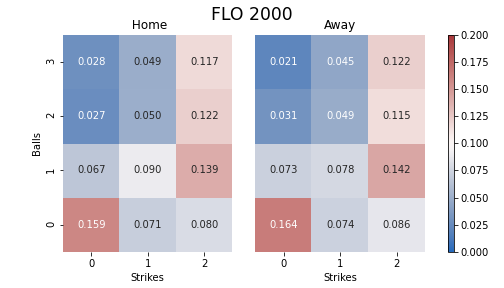 FLO 2000
Home Away
3 0.028 0.049 0.117 0.021 0.045 0.122
2 0.027 0.050 0.122 0.031 0.049 0.115
1 0.067 0.090 0.139 0.073 0.078 0.142
0 0.159 0.071 0.080 0.164 0.074 0.086
0 1 2 0 1 2
Strikes Strikes
Balls
0.200
0.175
0.150
0.125
0.100
0.075
0.050
0.025
0.000